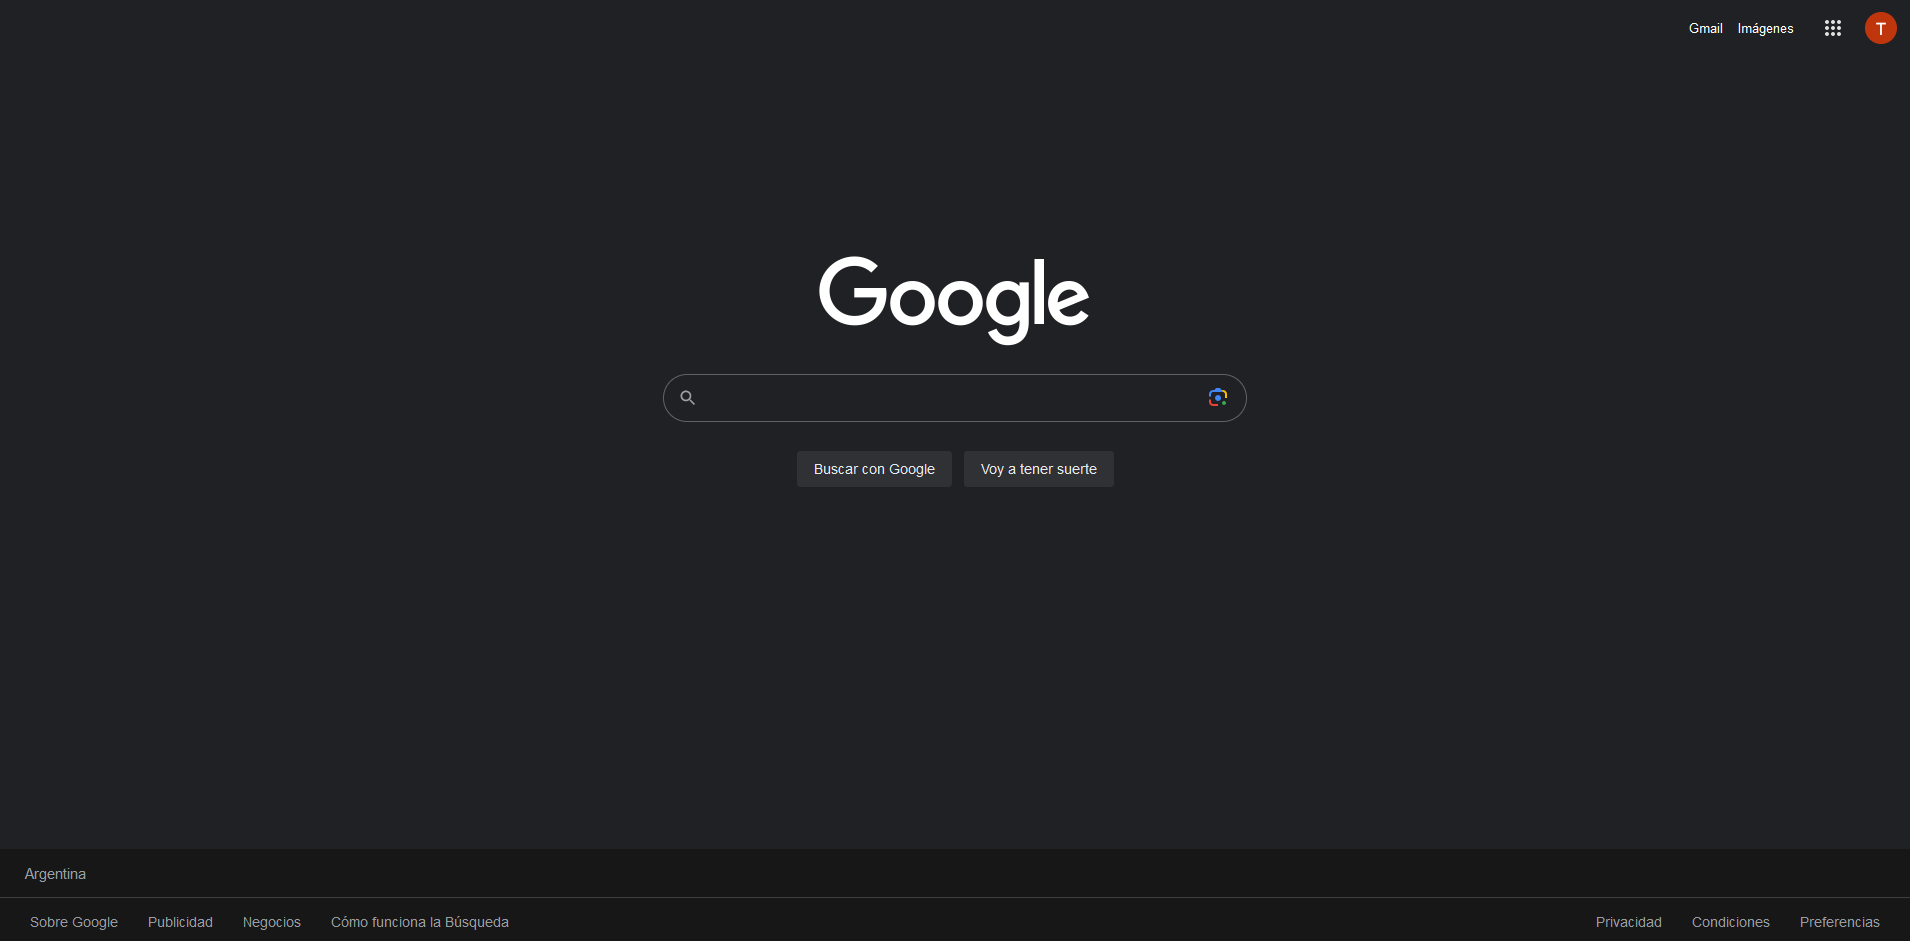 Gmail Imágenes T
Google
Buscar con Google Voy a tener suerte
Argentina
Sobre Google Publicidad Negocios Cómo funciona la Búsqueda Privacidad Condiciones Preferencias